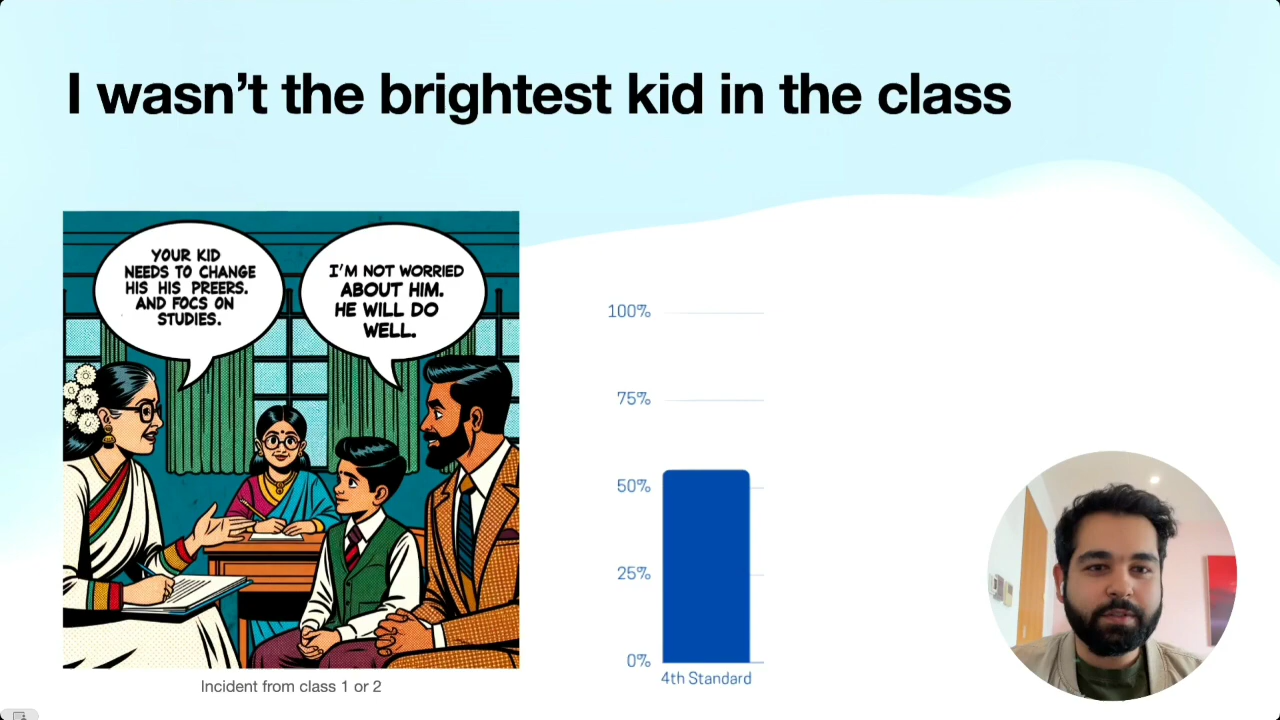 I wasn’t the brightest kid in the class
YOUR KID
NEEDS TO CHANGE
HIS HIS PREERS.
AND FOCS ON
STUDIES.
I'M NOT WORRIED
ABOUT HIM.
HE WILL DO
WELL.
Incident from class 1 or 2
100%
75%
50%
25%
0%
4th Standard